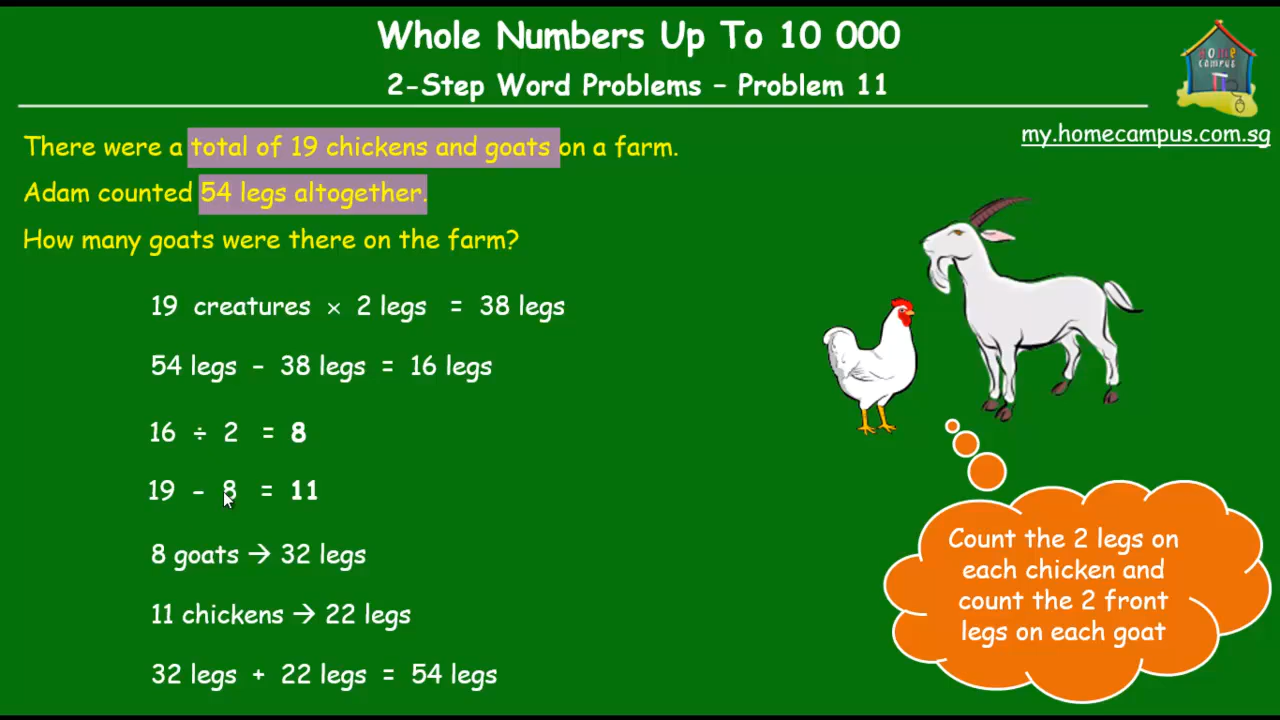 Whole Numbers Up To 10 000
2-Step Word Problems – Problem 11
HOME
campus
my.homecampus.com.sg
There were a total of 19 chickens and goats on a farm.
Adam counted 54 legs altogether.
How many goats were there on the farm?
19 creatures × 2 legs = 38 legs
54 legs – 38 legs = 16 legs
16 ÷ 2 = 8
19 – 8 = 11
8 goats → 32 legs
11 chickens → 22 legs
32 legs + 22 legs = 54 legs
Count the 2 legs on
each chicken and
count the 2 front
legs on each goat